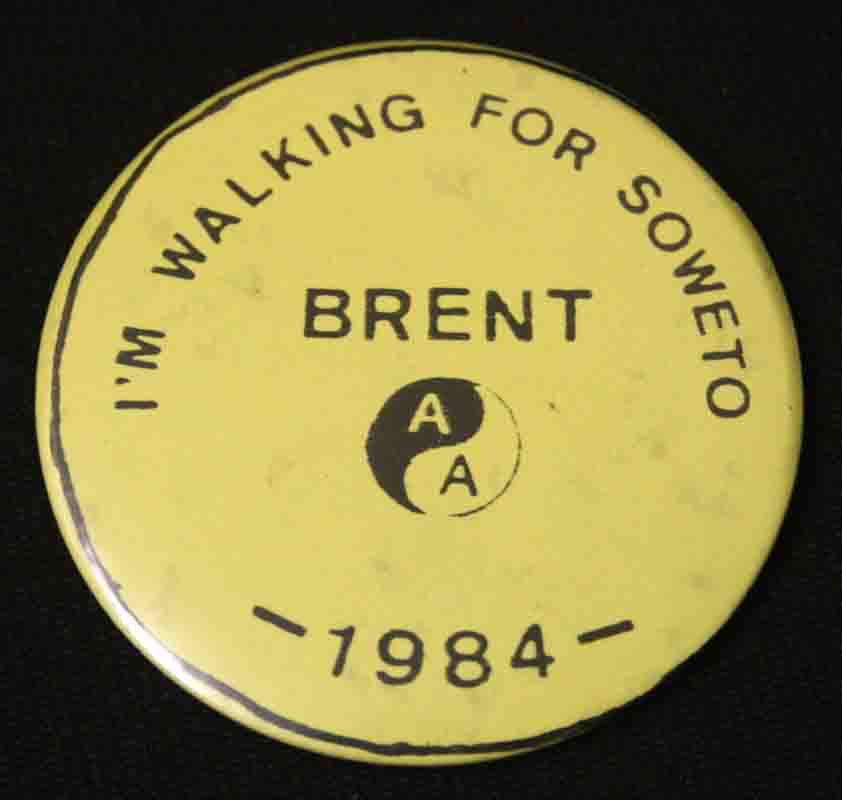 I'M WALKING FOR SOWETO
BRENT
A
A
-1984-